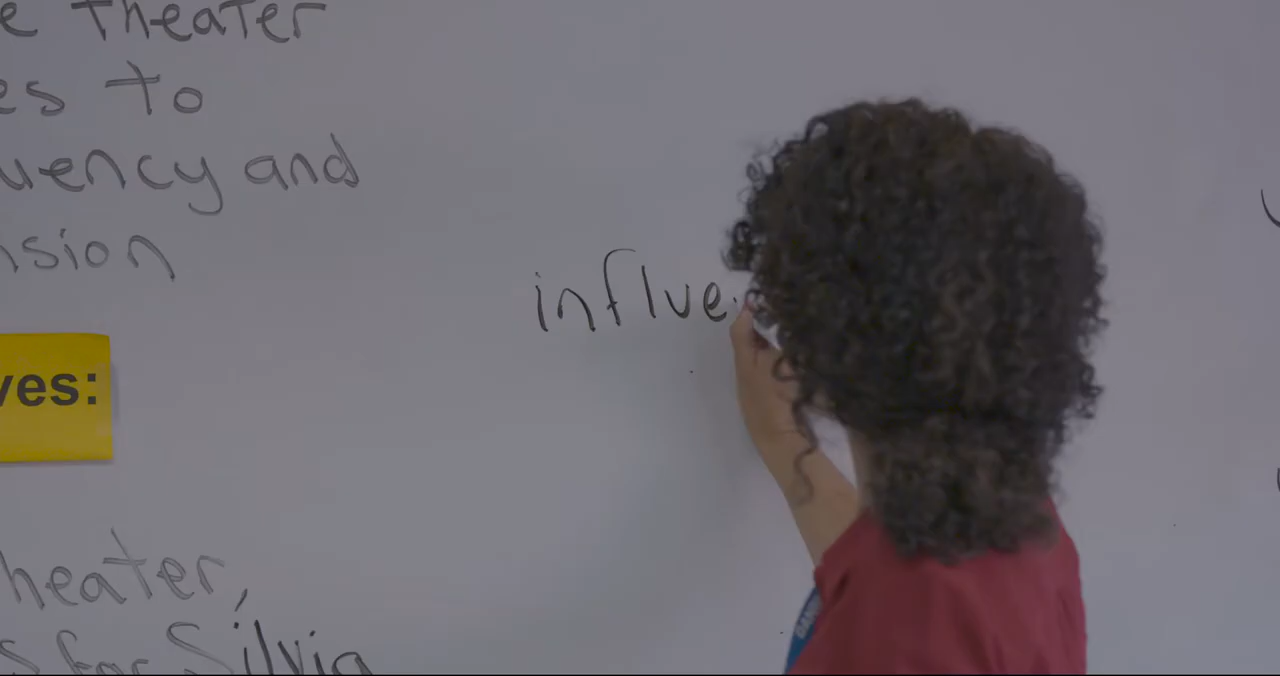 e Theater
es to
uency and
nsion
influe
ves:
heater,
s for Silvia